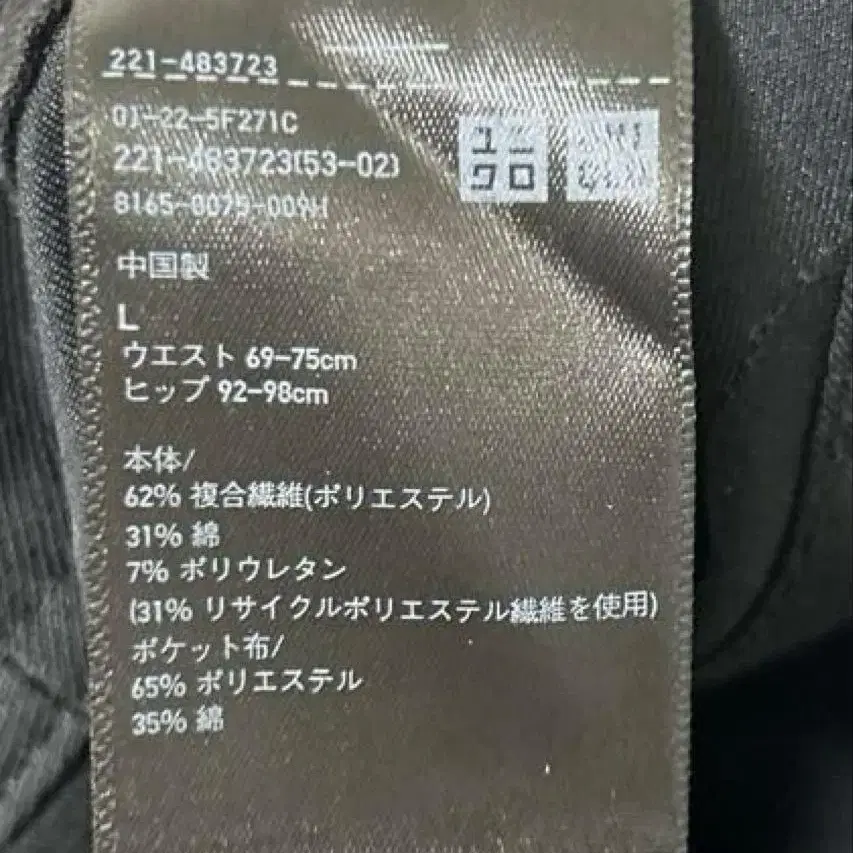 221-483723
01-22-5F271C
221-483723(53-02)
8165-0075-009H
ユニ
クロ
中国製
L
ウエスト 69-75cm
ヒップ 92-98cm
本体/
62% 複合繊維(ポリエステル)
31% 綿
7% ポリウレタン
(31% リサイクルポリエステル繊維を使用)
ポケット布/
65% ポリエステル
35% 綿